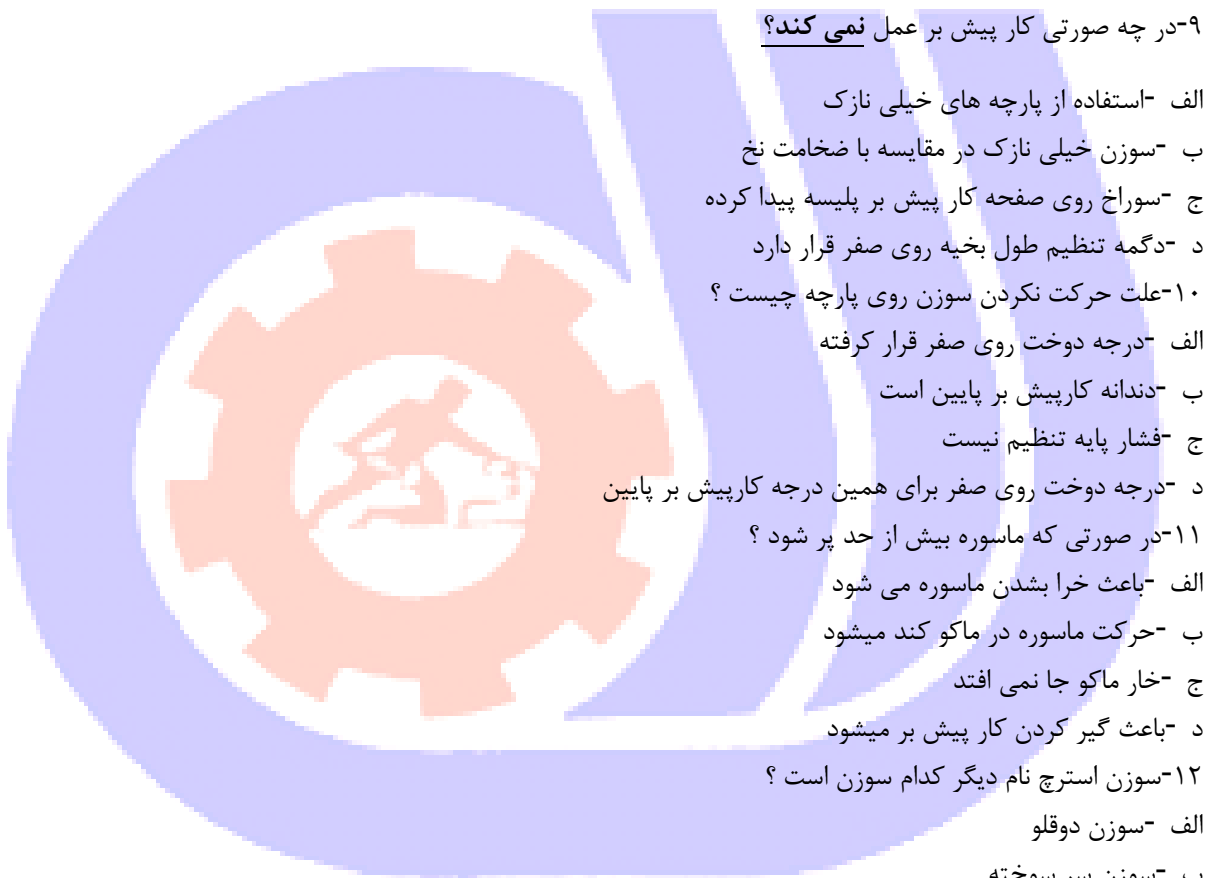 ۹-در چه صورتی کار پیش بر عمل نمی کند؟
الف -استفاده از پارچه های خیلی نازک
ب -سوزن خیلی نازک در مقایسه با ضخامت نخ
ج -سوراخ روی صفحه کار پیش بر پلیسه پیدا کرده
د -دگمه تنظیم طول بخیه روی صفر قرار دارد
۱۰-علت حرکت نکردن سوزن روی پارچه چیست ؟
الف -درجه دوخت روی صفر قرار کرفته
ب -دندانه کارپیش بر پایین است
ج -فشار پایه تنظیم نیست
د -درجه دوخت روی صفر برای همین درجه کارپیش بر پایین
۱۱-در صورتی که ماسوره بیش از حد پر شود ؟
الف -باعث خرا بشدن ماسوره می شود
ب -حرکت ماسوره در ماکو کند میشود
ج -خار ماکو جا نمی افتد
د -باعث گیر کردن کار پیش بر میشود
۱۲-سوزن استرچ نام دیگر کدام سوزن است ؟
الف -سوزن دوقلو
ب -سوزن سر سوخته